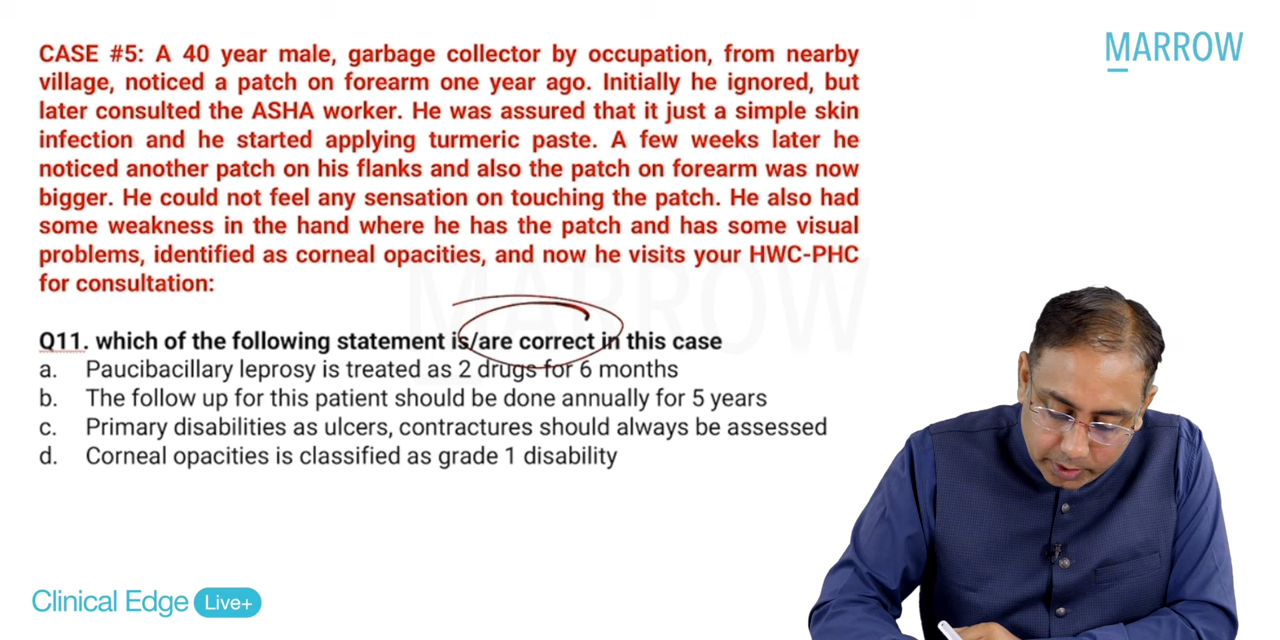 MARROW
CASE #5: A 40 year male, garbage collector by occupation, from nearby
village, noticed a patch on forearm one year ago. Initially he ignored, but
later consulted the ASHA worker. He was assured that it just a simple skin
infection and he started applying turmeric paste. A few weeks later he
noticed another patch on his flanks and also the patch on forearm was now
bigger. He could not feel any sensation on touching the patch. He also had
some weakness in the hand where he has the patch and has some visual
problems, identified as corneal opacities, and now he visits your HWC-PHC
for consultation:
MARROW
Q11. which of the following statement is/are correct in this case
a. Paucibacillary leprosy is treated as 2 drugs for 6 months
b. The follow up for this patient should be done annually for 5 years
c. Primary disabilities as ulcers, contractures should always be assessed
d. Corneal opacities is classified as grade 1 disability
Clinical Edge Live+